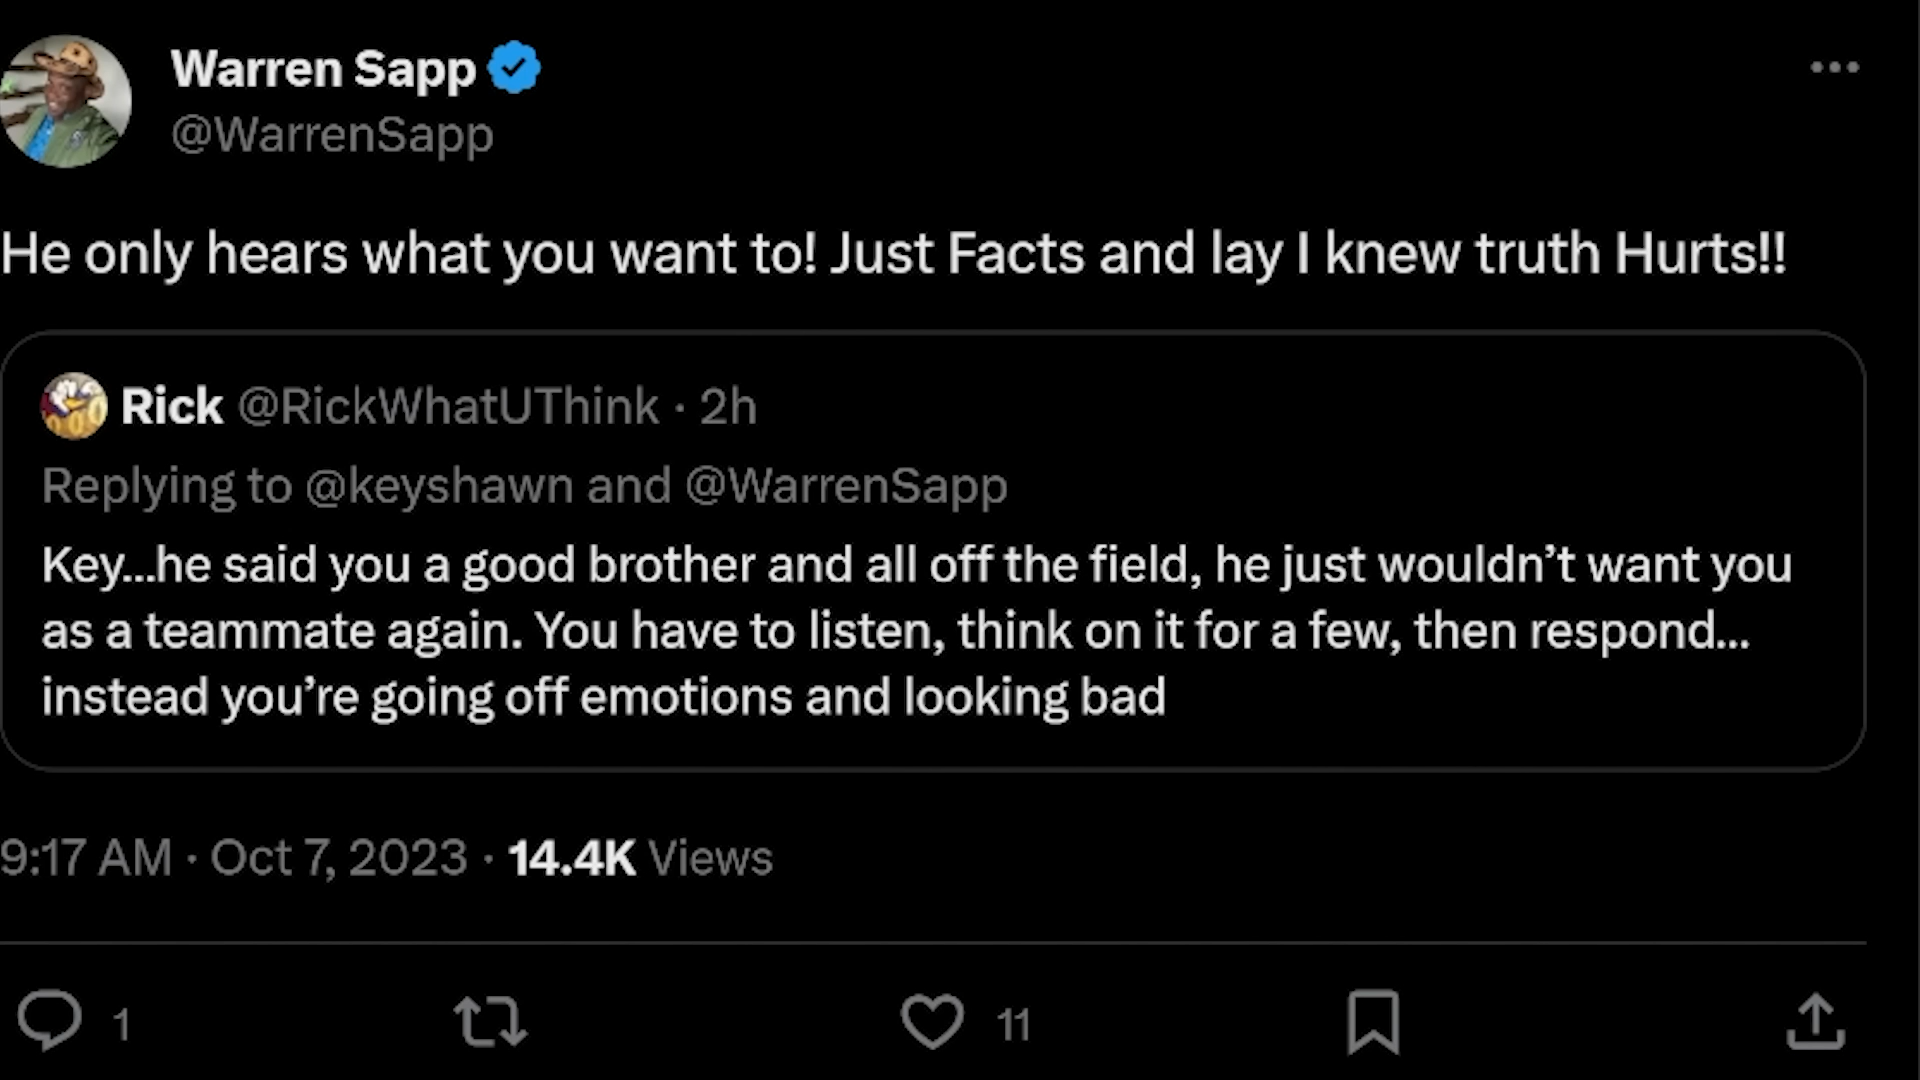 Warren Sapp
@WarrenSapp
He only hears what you want to! Just Facts and lay I knew truth Hurts!!
Rick @RickWhatUThink · 2h
Replying to @keyshawn and @WarrenSapp
Key...he said you a good brother and all off the field, he just wouldn’t want you
as a teammate again. You have to listen, think on it for a few, then respond...
instead you’re going off emotions and looking bad
9:17 AM · Oct 7, 2023 · 14.4K Views
1 11